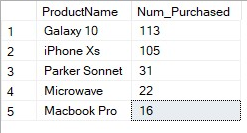 ProductName Num_Purchased
1 Galaxy 10 113
2 iPhone Xs 105
3 Parker Sonnet 31
4 Microwave 22
5 Macbook Pro 16